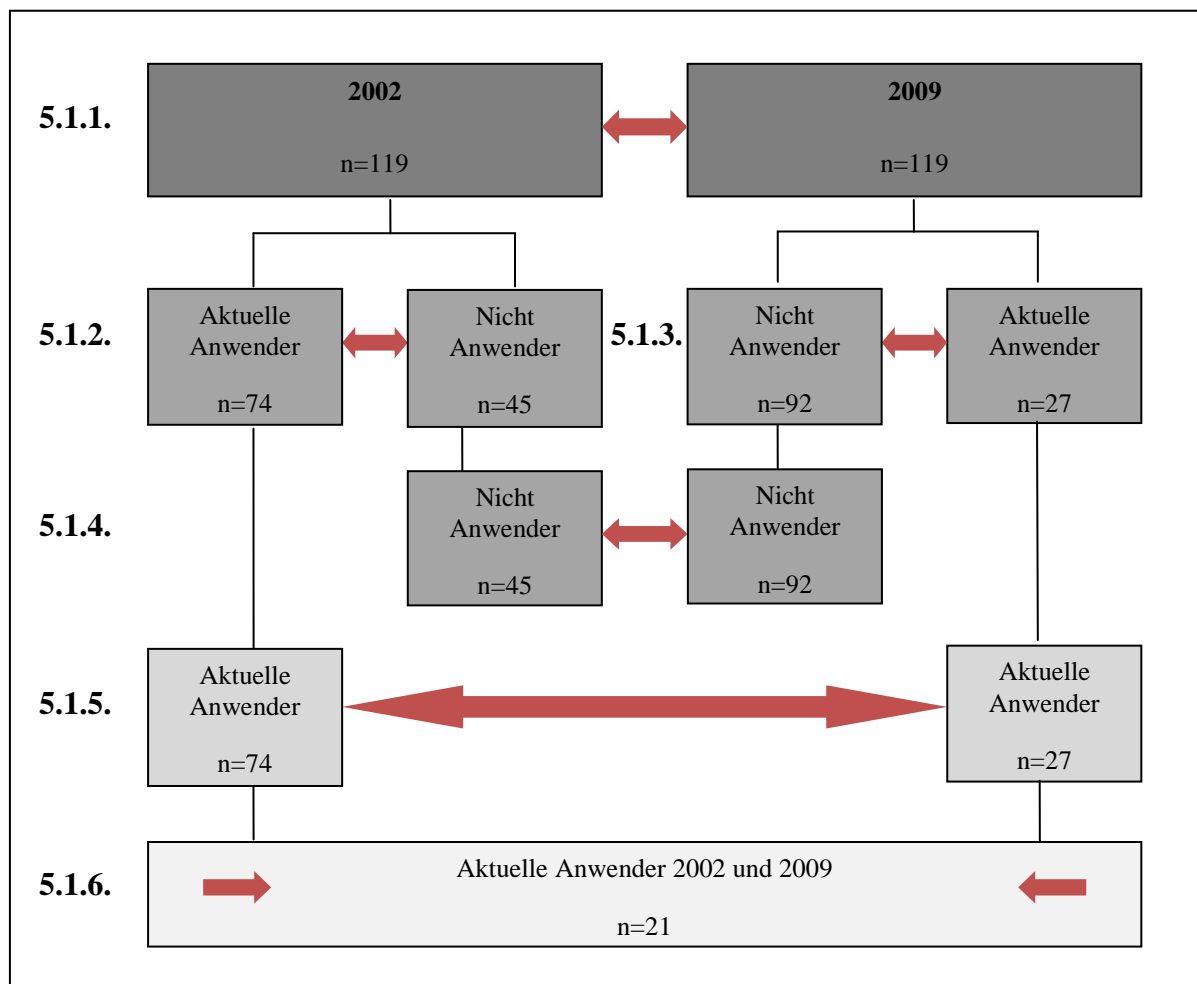 5.1.1.
2002
n=119
2009
n=119
5.1.2.
Aktuelle
Anwender
n=74
Nicht
Anwender
n=45
5.1.3.
Nicht
Anwender
n=92
Aktuelle
Anwender
n=27
5.1.4.
Nicht
Anwender
n=45
Nicht
Anwender
n=92
5.1.5.
Aktuelle
Anwender
n=74
Aktuelle
Anwender
n=27
5.1.6.
Aktuelle Anwender 2002 und 2009
n=21